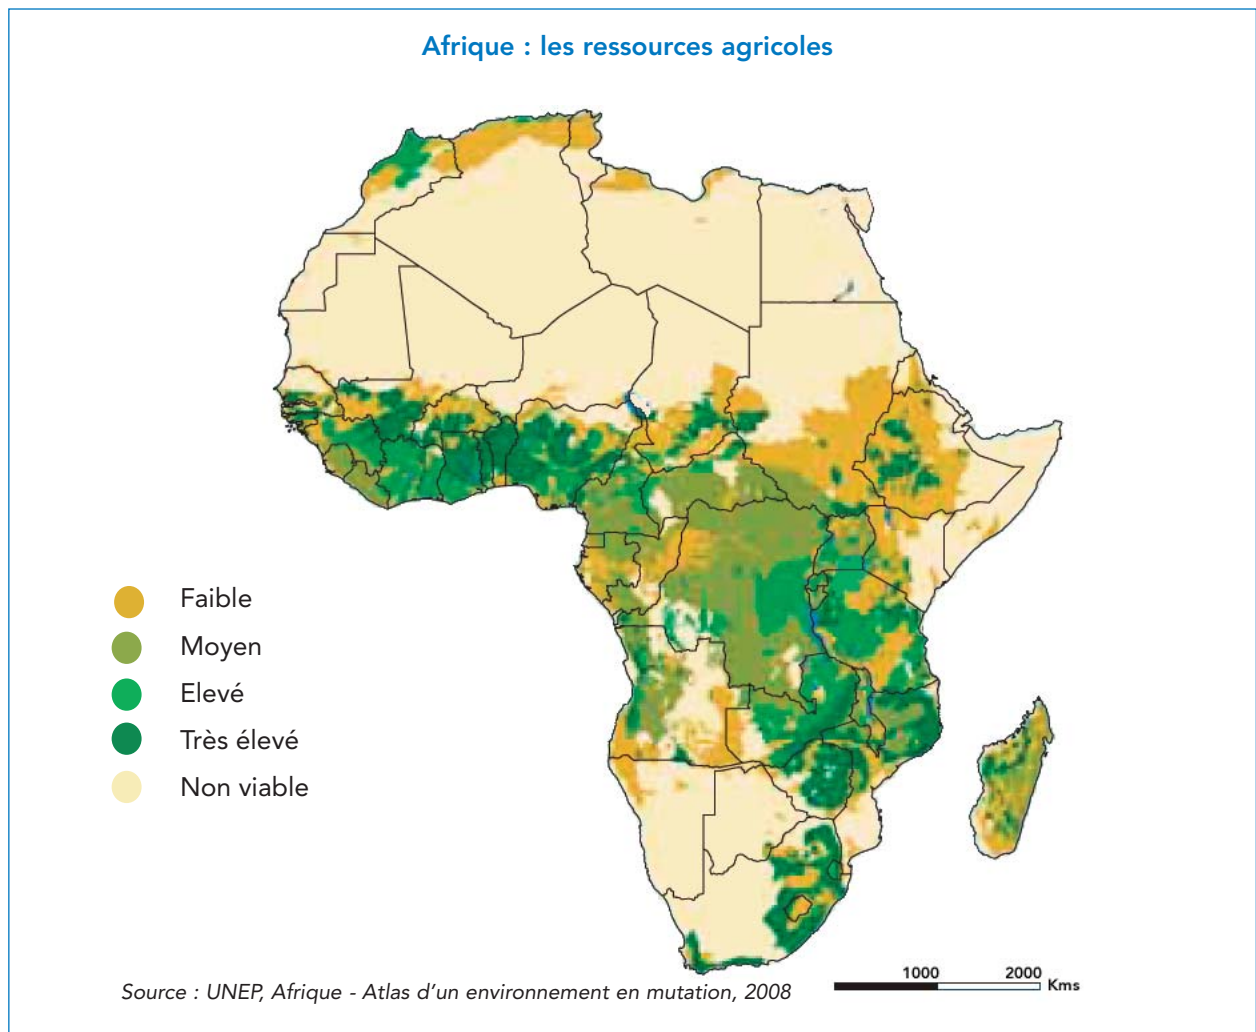 Afrique : les ressources agricoles
Faible
Moyen
Elevé
Très élevé
Non viable
1000 2000
Kms
Source : UNEP, Afrique - Atlas d’un environnement en mutation, 2008